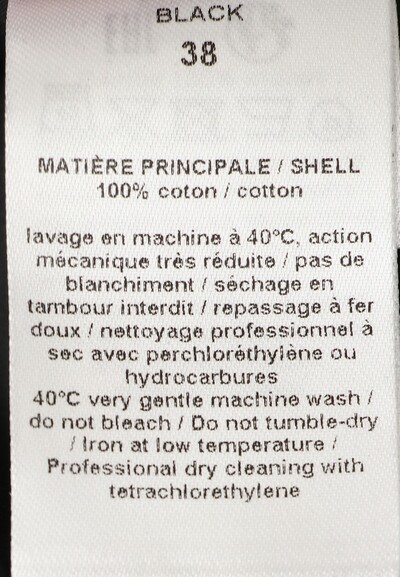 BLACK
38
MATIÈRE PRINCIPALE / SHELL
100% coton / cotton
lavage en machine à 40°C, action
mécanique très réduite / pas de
blanchiment / séchage en
tambour interdit / repassage à fer
doux / nettoyage professionnel à
sec avec perchloréthylène ou
hydrocarbures
40°C very gentle machine wash /
do not bleach / Do not tumble-dry
/ Iron at low temperature /
Professional dry cleaning with
tetrachlorethylene